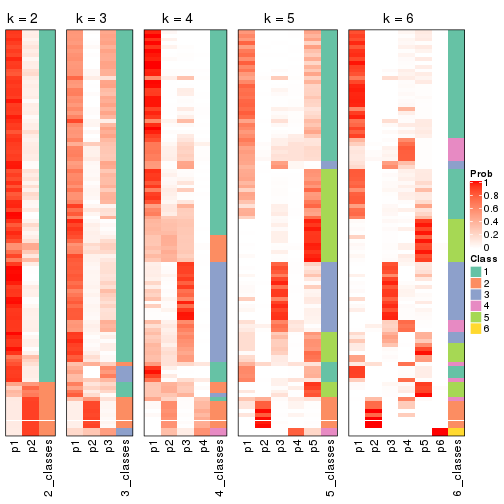 k = 2
k = 3
k = 4
k = 5
k = 6
Prob
1
0.8
0.6
0.4
0.2
0
Class
1
2
3
4
5
6
p1
p2
2_classes
p1
p2
p3
3_classes
p1
p2
p3
p4
4_classes
p1
p2
p3
p4
p5
5_classes
p1
p2
p3
p4
p5
p6
6_classes